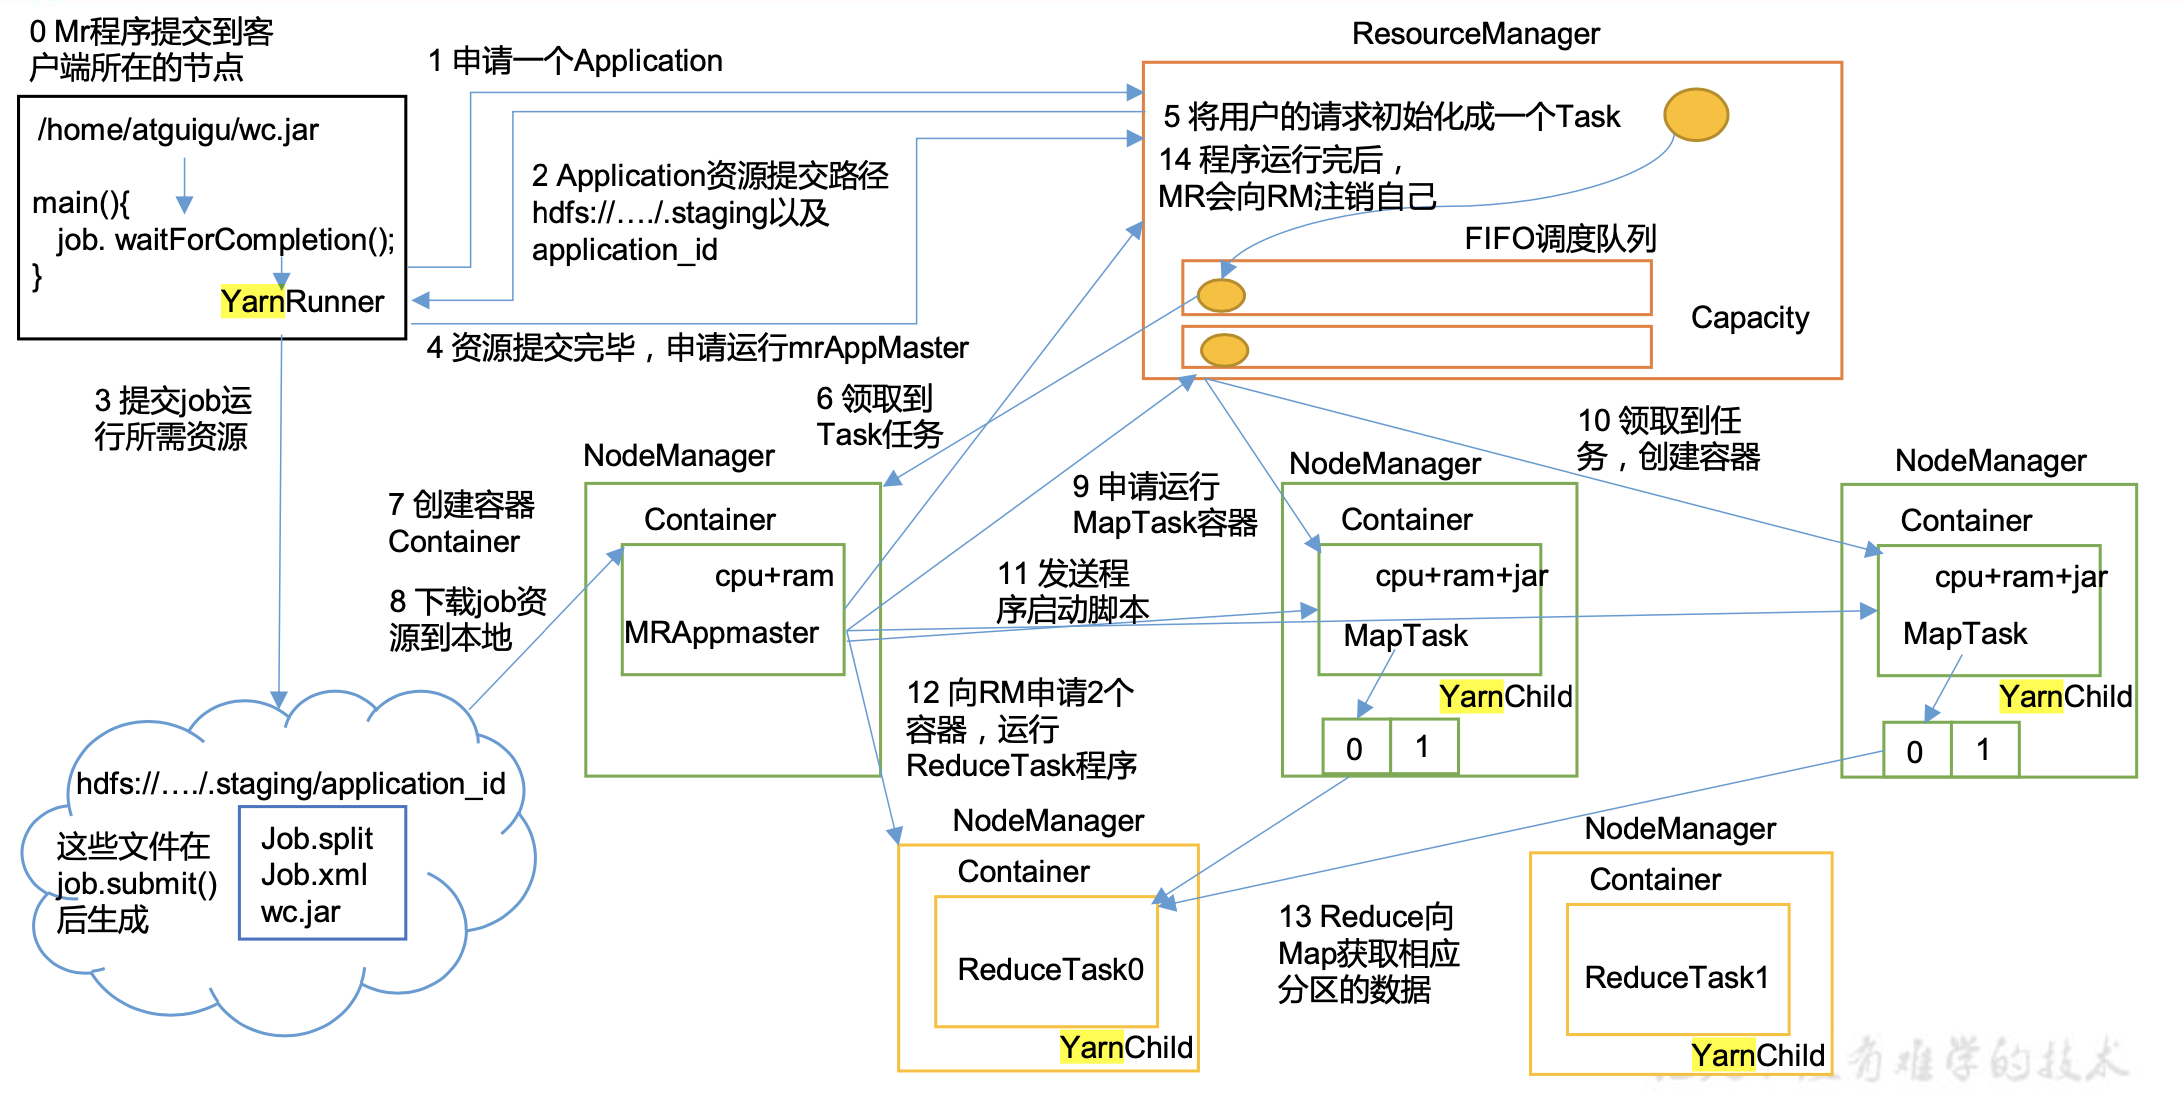 0 Mr程序提交到客
户端所在的节点
/home/atguigu/wc.jar
main(){
job. waitForCompletion();
}
YarnRunner
1 申请一个Application
2 Application资源提交路径
hdfs://…./.staging以及
application_id
4 资源提交完毕，申请运行mrAppMaster
3 提交job运
行所需资源
ResourceManager
5 将用户的请求初始化成一个Task
14 程序运行完后，
MR会向RM注销自己
FIFO调度队列
Capacity
6 领取到
Task任务
7 创建容器
Container
8 下载job资
源到本地
NodeManager
Container
cpu+ram
MRAppmaster
9 申请运行
MapTask容器
10 领取到任
务，创建容器
11 发送程
序启动脚本
NodeManager
Container
cpu+ram+jar
MapTask
YarnChild
0
1
NodeManager
Container
cpu+ram+jar
MapTask
YarnChild
0
1
12 向RM申请2个
容器，运行
ReduceTask程序
hdfs://…./.staging/application_id
这些文件在
job.submit()
后生成
Job.split
Job.xml
wc.jar
NodeManager
Container
ReduceTask0
YarnChild
13 Reduce向
Map获取相应
分区的数据
NodeManager
Container
ReduceTask1
YarnChild
有难学的技术